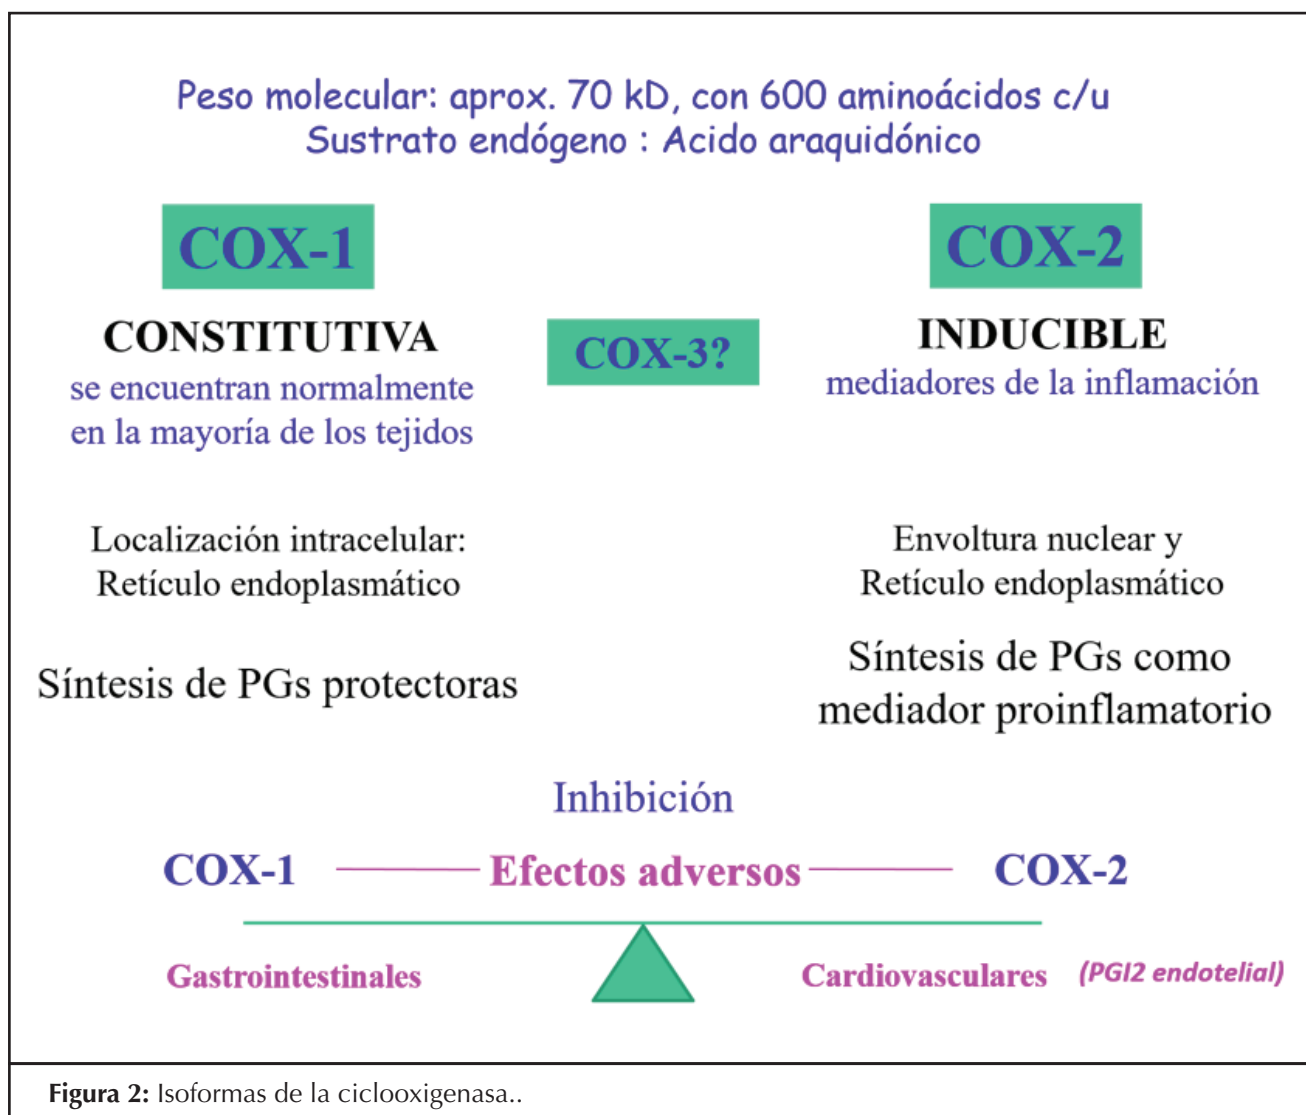 Peso molecular: aprox. 70 kD, con 600 aminoácidos c/u
Sustrato endógeno : Acido araquidónico
COX-1
CONSTITUTIVA
se encuentran normalmente
en la mayoría de los tejidos
Localización intracelular:
Retículo endoplasmático
Síntesis de PGs protectoras
COX-3?
COX-2
INDUCIBLE
mediadores de la inflamación
Envoltura nuclear y
Retículo endoplasmático
Síntesis de PGs como
mediador proinflamatorio
Inhibición
COX-1 Efectos adversos COX-2
Gastrointestinales Cardiovasculares (PGI2 endotelial)
Figura 2: Isoformas de la ciclooxigenasa..